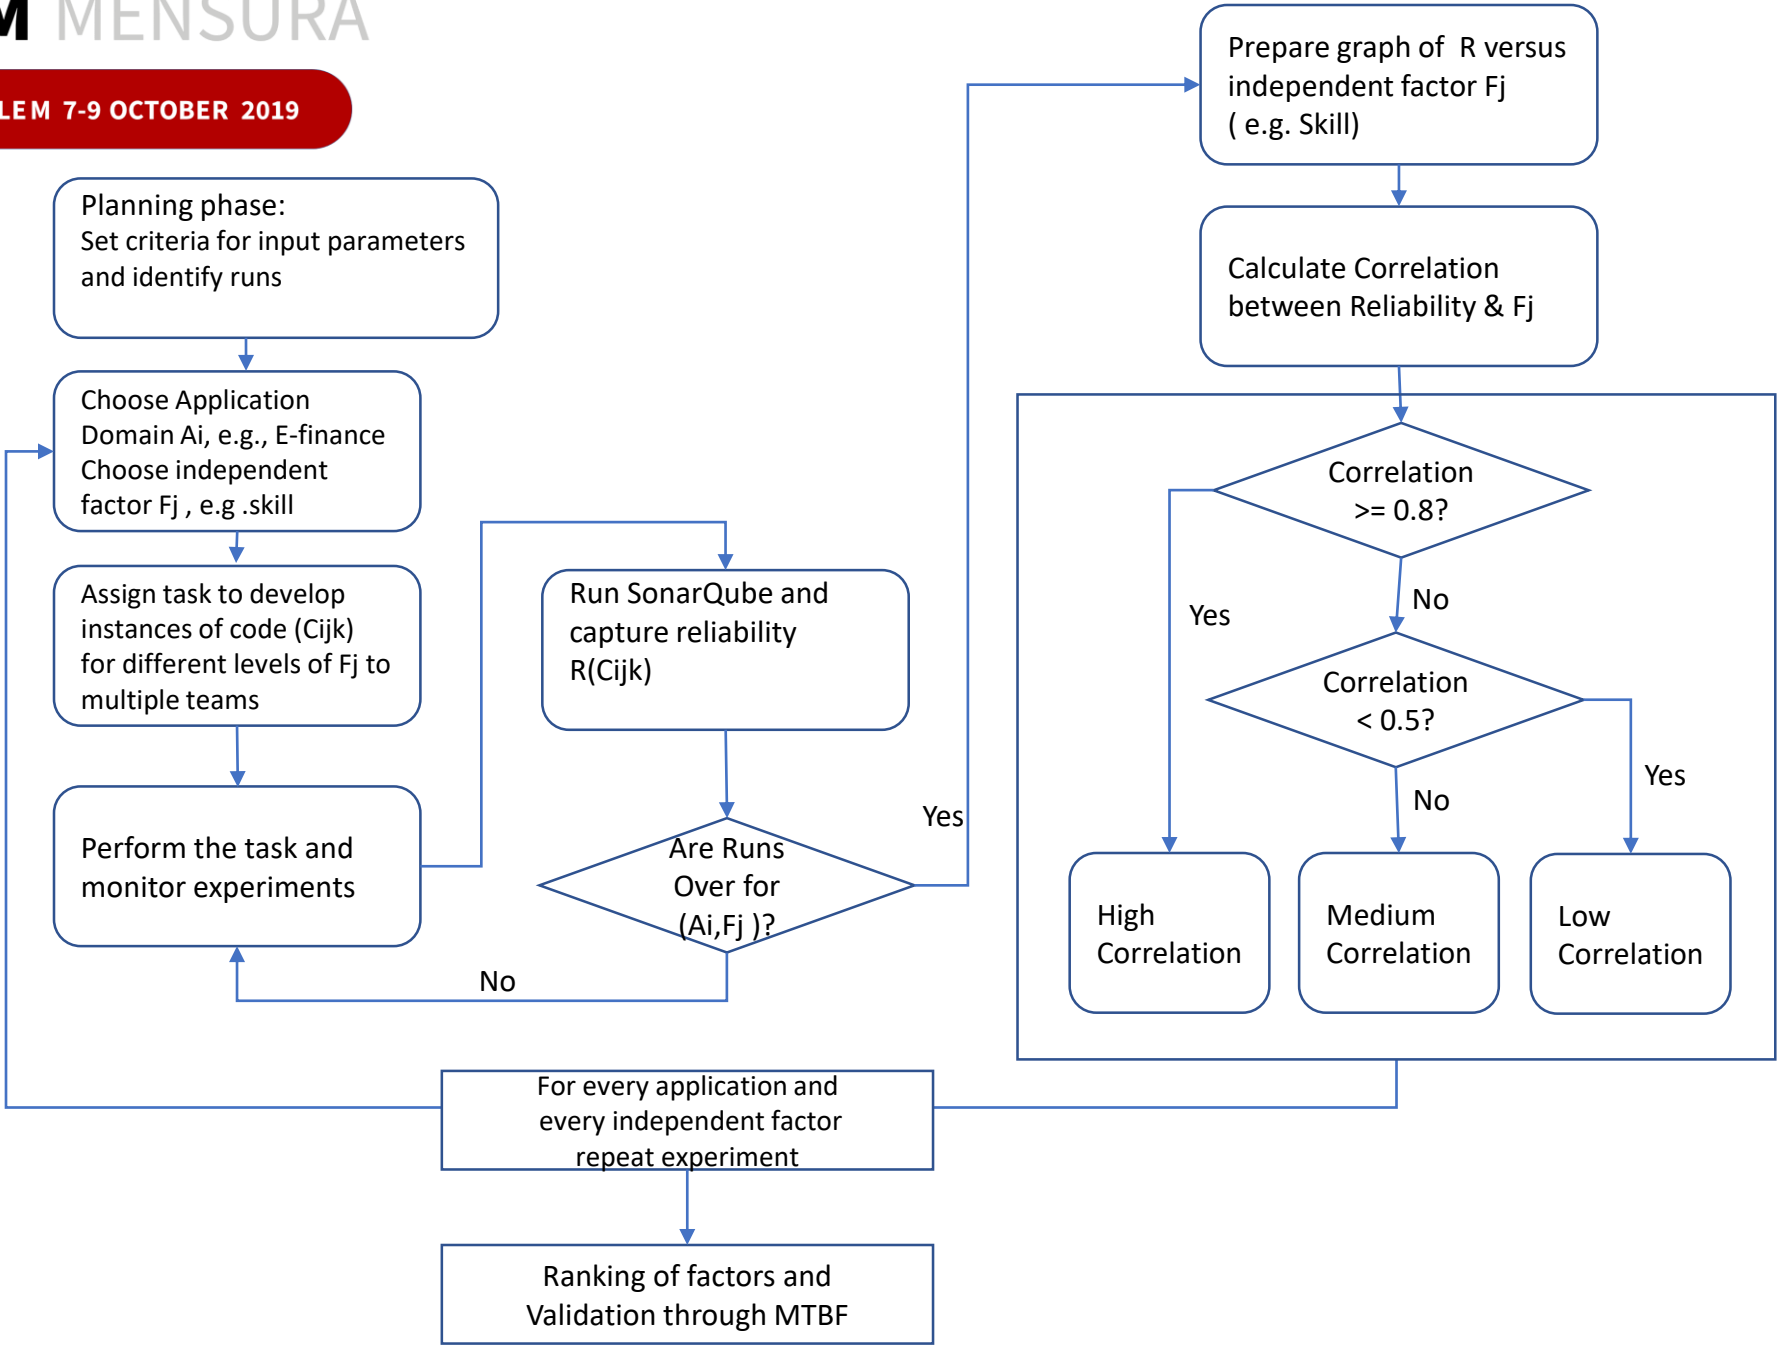 M MENSURA
LEM 7-9 OCTOBER 2019
Planning phase:
Set criteria for input parameters
and identify runs
Choose Application
Domain Ai, e.g., E-finance
Choose independent
factor Fj , e.g .skill
Assign task to develop
instances of code (Cijk)
for different levels of Fj to
multiple teams
Perform the task and
monitor experiments
Run SonarQube and
capture reliability
R(Cijk)
Are Runs
Over for
(Ai,Fj )?
Yes
No
Prepare graph of R versus
independent factor Fj
( e.g. Skill)
Calculate Correlation
between Reliability & Fj
Correlation
>= 0.8?
Yes
No
Correlation
< 0.5?
Yes
No
High
Correlation
Medium
Correlation
Low
Correlation
For every application and
every independent factor
repeat experiment
Ranking of factors and
Validation through MTBF